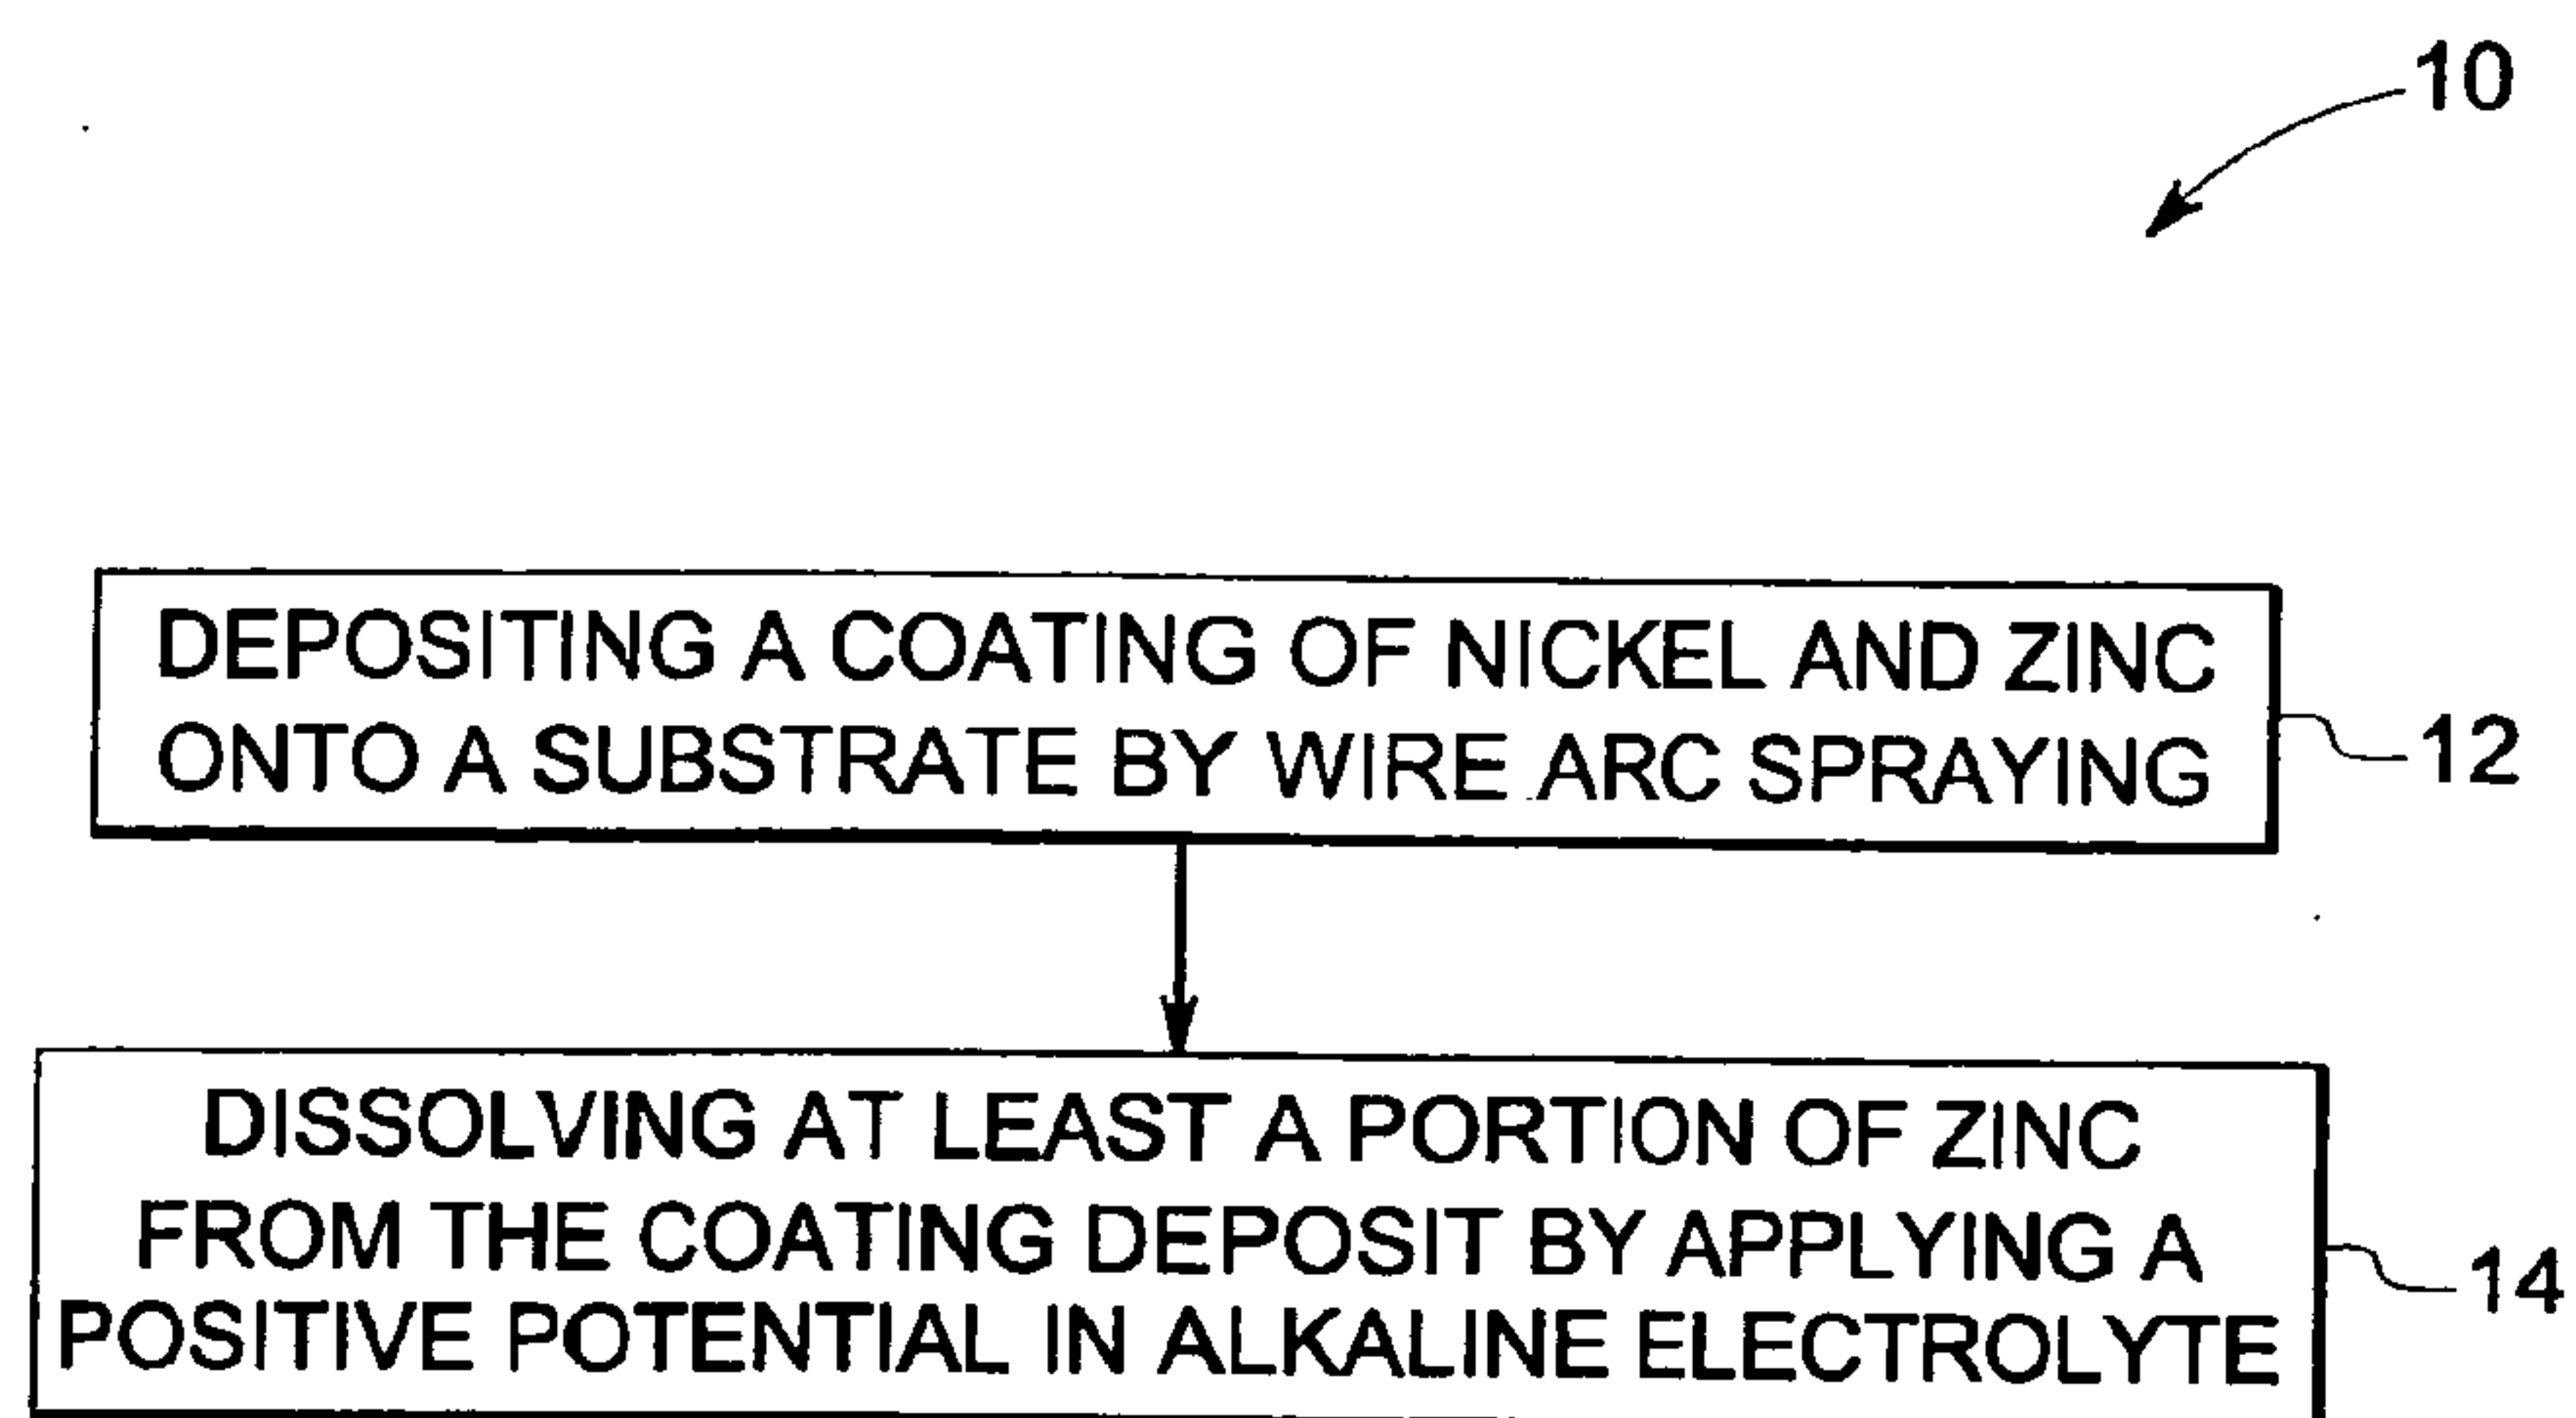 10
DEPOSITING A COATING OF NICKEL AND ZINC
ONTO A SUBSTRATE BY WIRE ARC SPRAYING
12
DISSOLVING AT LEAST A PORTION OF ZINC
FROM THE COATING DEPOSIT BY APPLYING A
POSITIVE POTENTIAL IN ALKALINE ELECTROLYTE
14